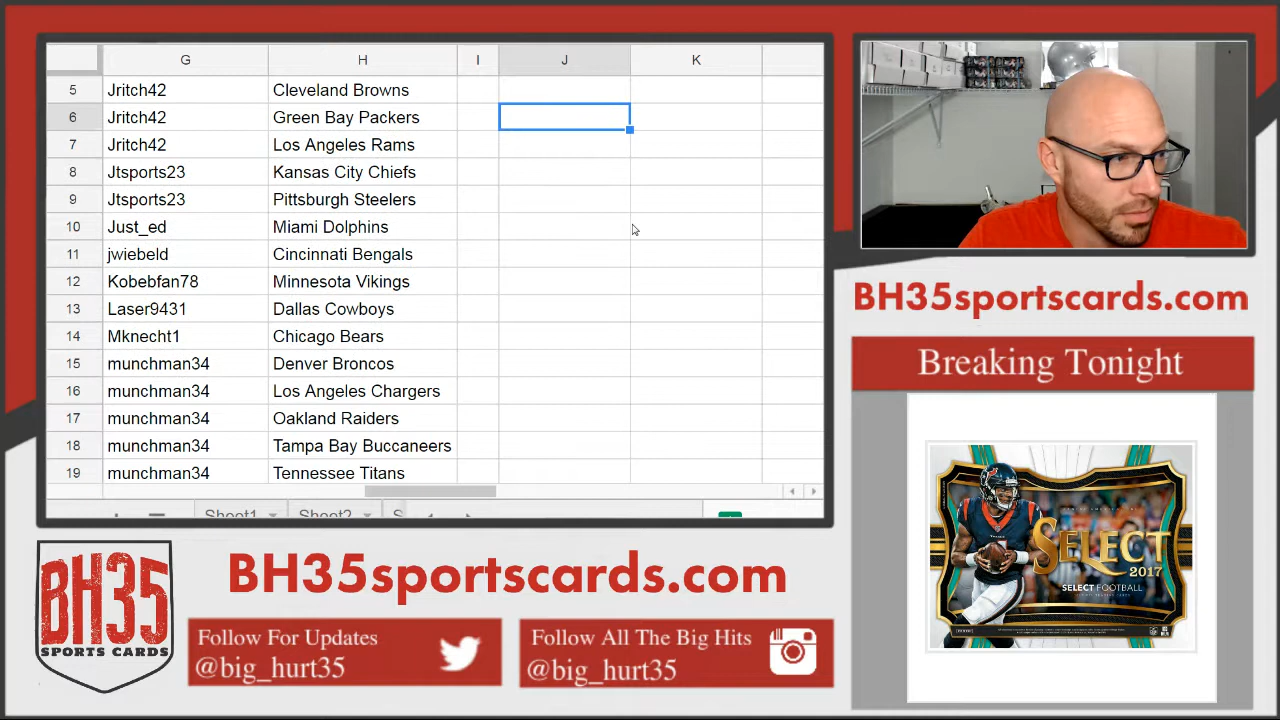 G H I J K
5 Jritch42 Cleveland Browns
6 Jritch42 Green Bay Packers
7 Jritch42 Los Angeles Rams
8 Jtsports23 Kansas City Chiefs
9 Jtsports23 Pittsburgh Steelers
10 Just_ed Miami Dolphins
11 jwiebeld Cincinnati Bengals
12 Kobebfan78 Minnesota Vikings
13 Laser9431 Dallas Cowboys
14 Mknecht1 Chicago Bears
15 munchman34 Denver Broncos
16 munchman34 Los Angeles Chargers
17 munchman34 Oakland Raiders
18 munchman34 Tampa Bay Buccaneers
19 munchman34 Tennessee Titans
Sheet1 Sheet2 S
BH35sportscards.com
Breaking Tonight
SELECT
2017
SELECT FOOTBALL
BH35
SPORTS CARDS
BH35sportscards.com
Follow For Updates
@big_hurt35
Follow All The Big Hits
@big_hurt35